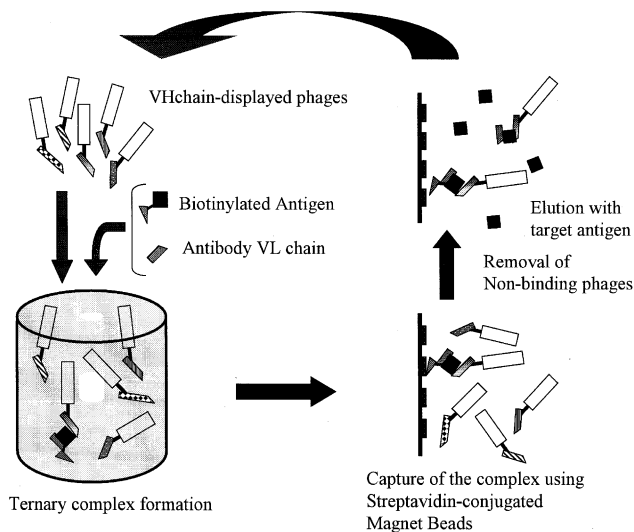 VHchain-displayed phages
Biotinylated Antigen
Antibody VL chain
Ternary complex formation
Capture of the complex using
Streptavidin-conjugated
Magnet Beads
Removal of
Non-binding phages
Elution with
target antigen